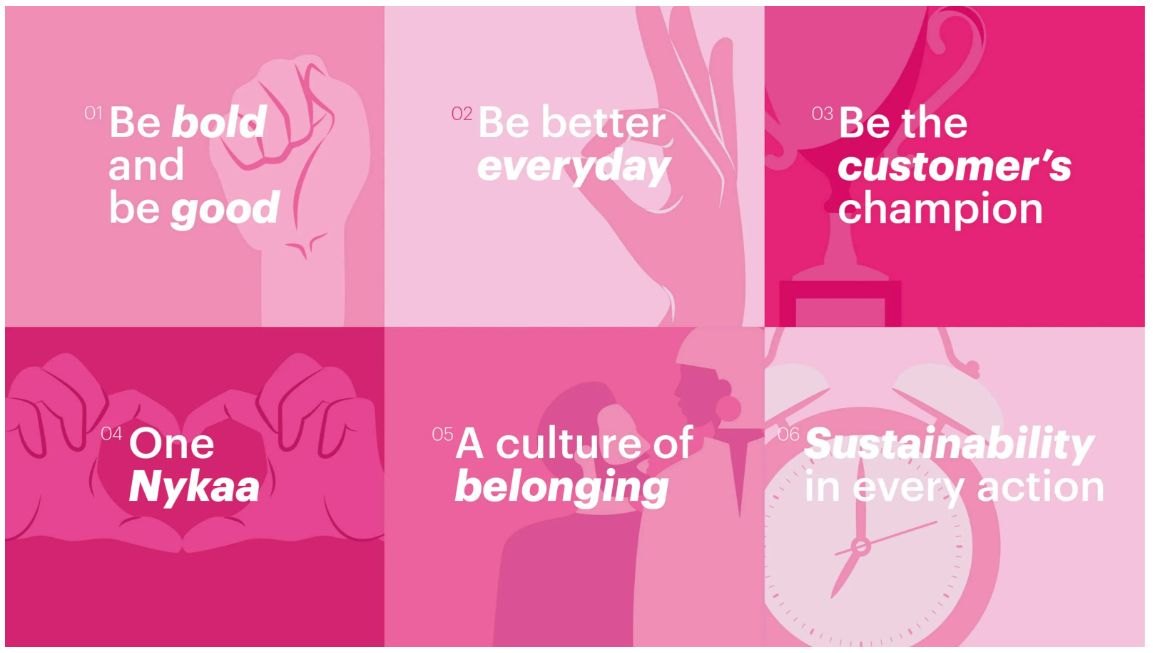 01
Be bold
and
be good
02
Be better
everyday
03
Be the
customer's
champion
04
One
Nykaa
05
A culture of
belonging
06
Sustainability
in every action